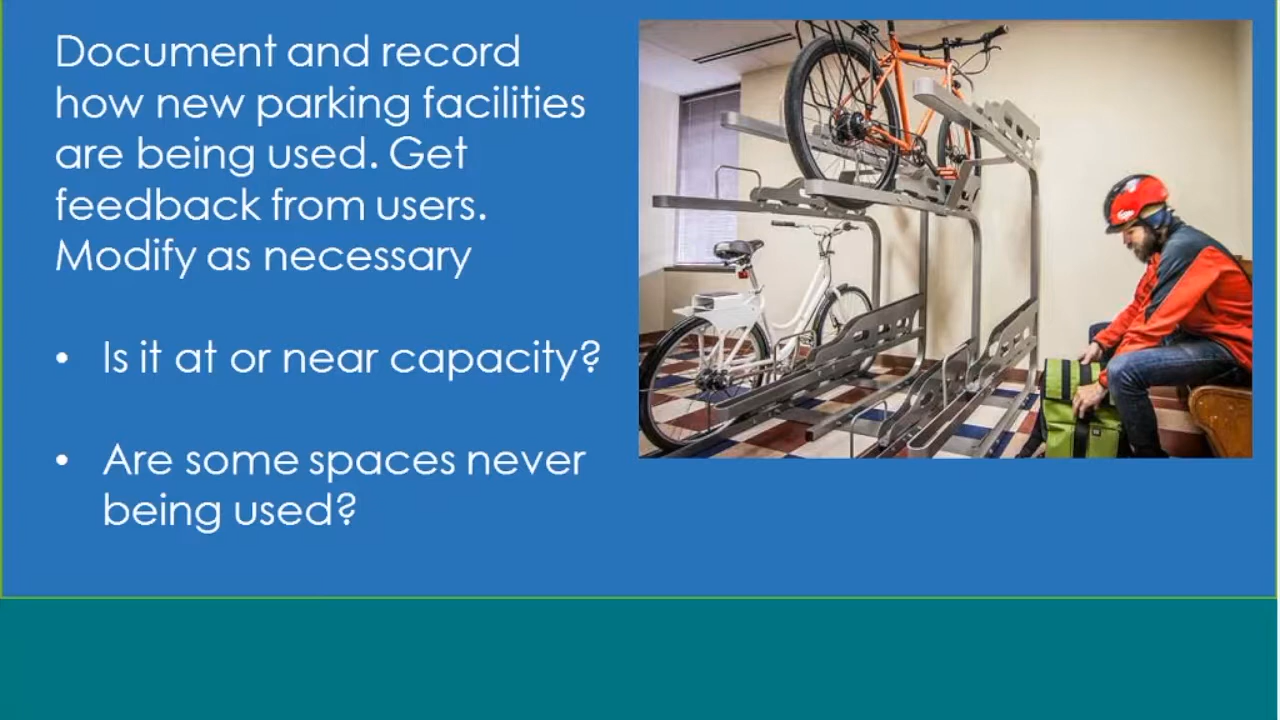 Document and record
how new parking facilities
are being used. Get
feedback from users.
Modify as necessary
• Is it at or near capacity?
• Are some spaces never
being used?